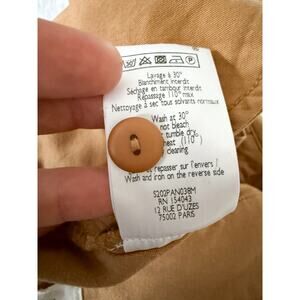 Lavage à 30°
Blanchiment interdit
Séchage en tambour interdit
Repassage 110° max
Nettoyage à sec tous solvants normaux
Wash at 30°
not bleach
tumble dry
heat (110°)
cleaning
et repasser sur l'envers
Wash and iron on the reverse side
S202PAN038M
RN 154043
12 RUE D'UZES
75002 PARIS